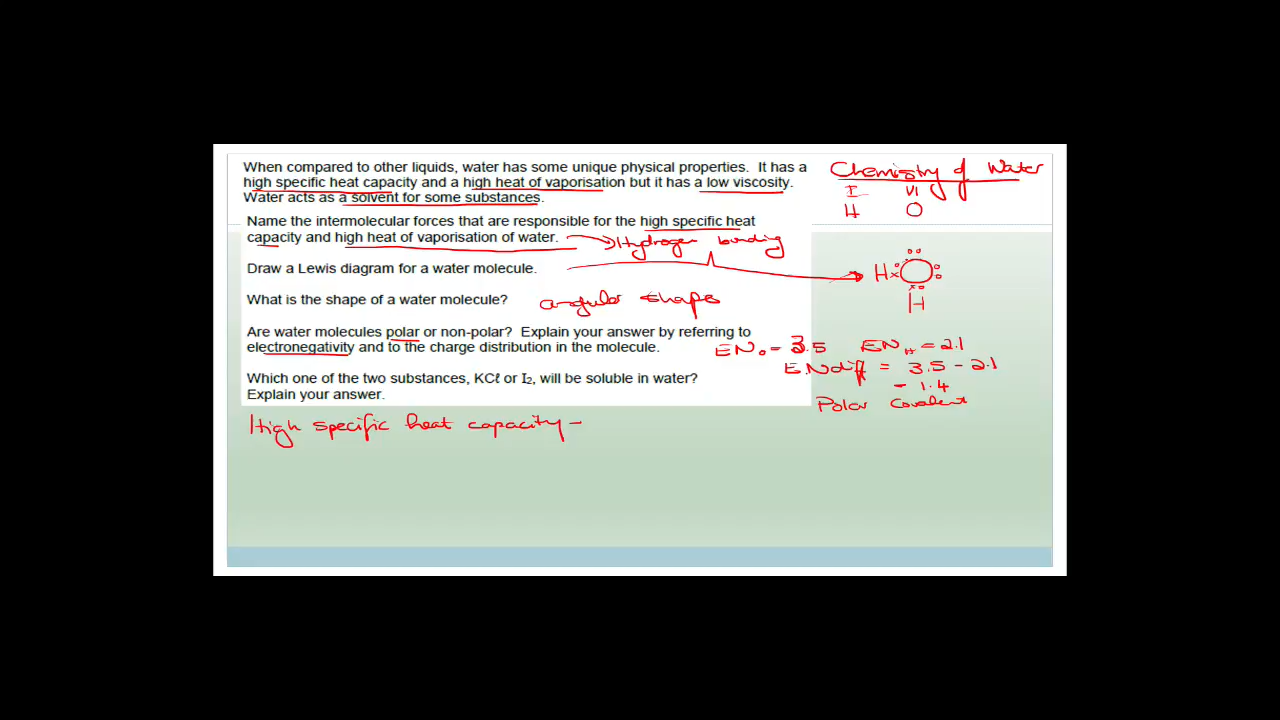 When compared to other liquids, water has some unique physical properties. It has a
high specific heat capacity and a high heat of vaporisation but it has a low viscosity.
Water acts as a solvent for some substances.
Name the intermolecular forces that are responsible for the high specific heat
capacity and high heat of vaporisation of water.
Hydrogen bonding
Draw a Lewis diagram for a water molecule.
What is the shape of a water molecule?
angular shape
Are water molecules polar or non-polar? Explain your answer by referring to
electronegativity and to the charge distribution in the molecule.
Which one of the two substances, KCℓ or I₂, will be soluble in water?
Explain your answer.
High specific heat capacity -
Chemistry of Water
I VI
H O
H O
H
ENₒ = 3.5 EN_H = 2.1
ENdiff = 3.5 - 2.1
= 1.4
Polar Covalent